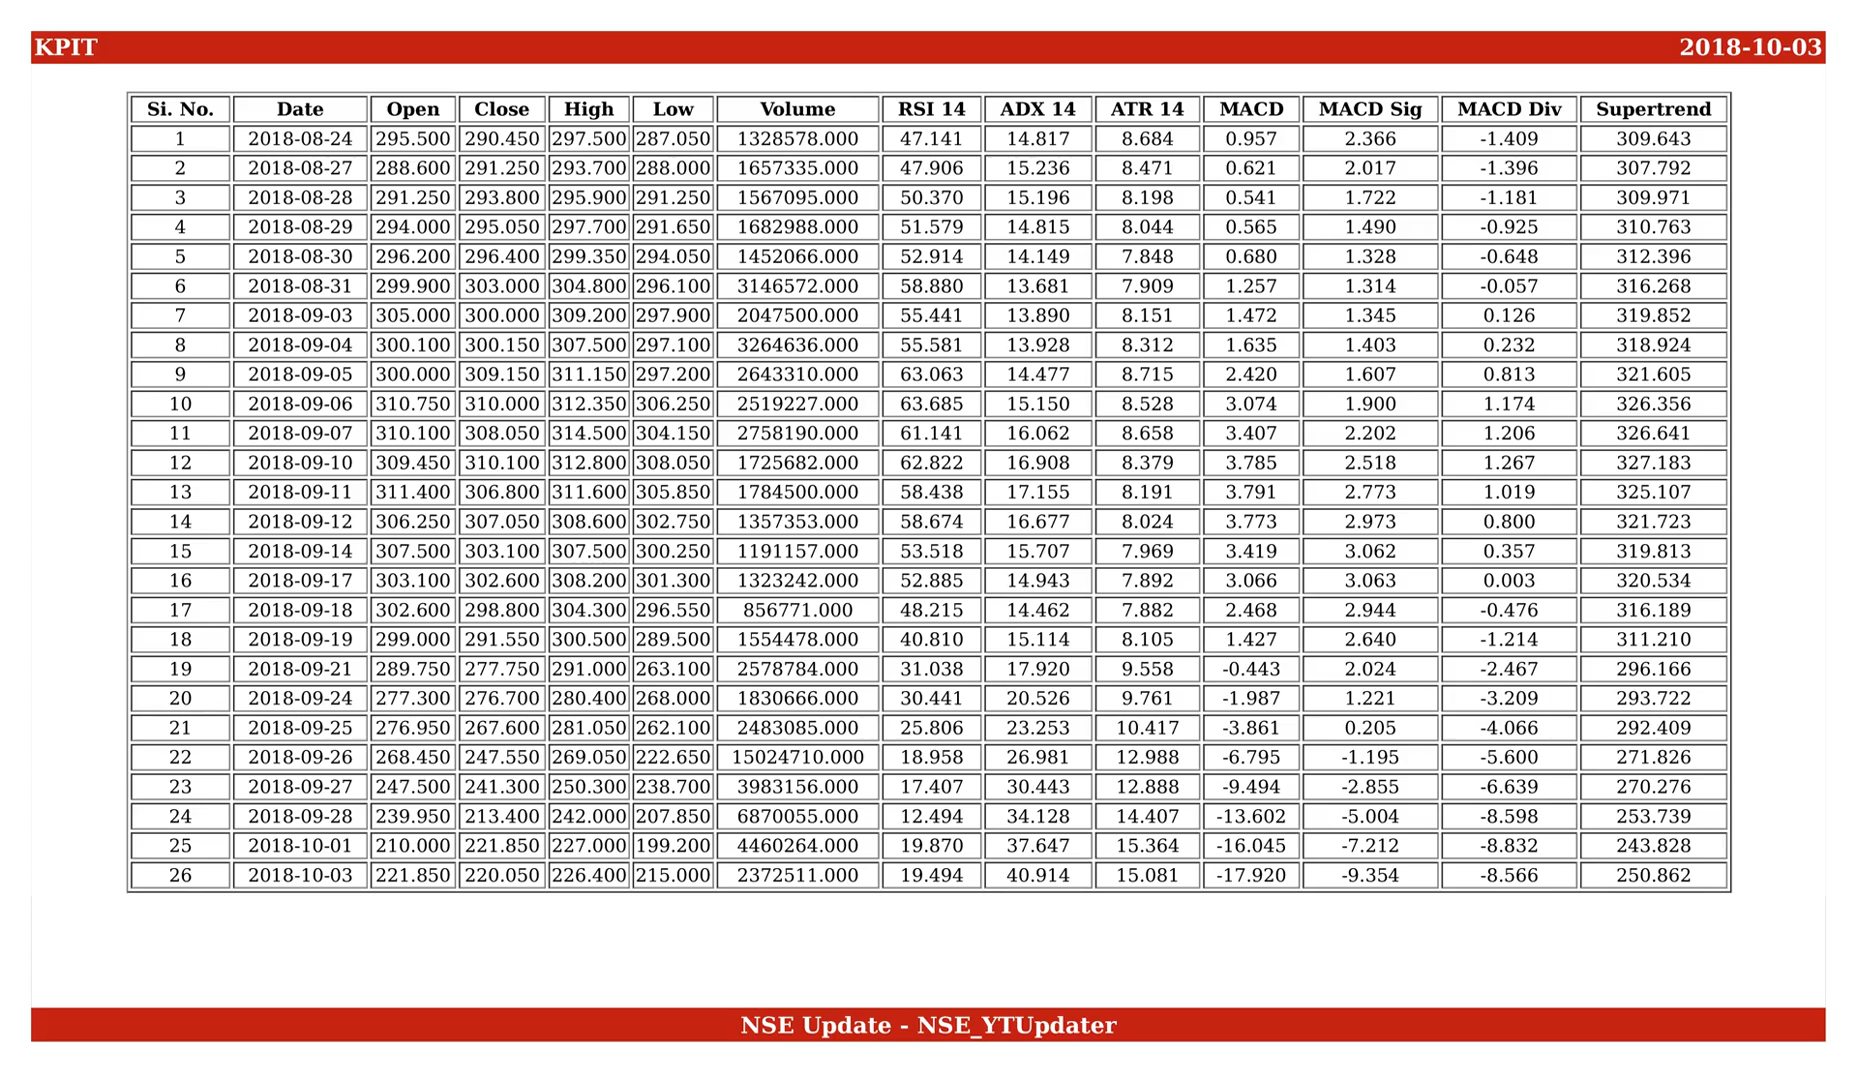 KPIT 2018-10-03
Si. No. Date Open Close High Low Volume RSI 14 ADX 14 ATR 14 MACD MACD Sig MACD Div Supertrend
1 2018-08-24 295.500 290.450 297.500 287.050 1328578.000 47.141 14.817 8.684 0.957 2.366 -1.409 309.643
2 2018-08-27 288.600 291.250 293.700 288.000 1657335.000 47.906 15.236 8.471 0.621 2.017 -1.396 307.792
3 2018-08-28 291.250 293.800 295.900 291.250 1567095.000 50.370 15.196 8.198 0.541 1.722 -1.181 309.971
4 2018-08-29 294.000 295.050 297.700 291.650 1682988.000 51.579 14.815 8.044 0.565 1.490 -0.925 310.763
5 2018-08-30 296.200 296.400 299.350 294.050 1452066.000 52.914 14.149 7.848 0.680 1.328 -0.648 312.396
6 2018-08-31 299.900 303.000 304.800 296.100 3146572.000 58.880 13.681 7.909 1.257 1.314 -0.057 316.268
7 2018-09-03 305.000 300.000 309.200 297.900 2047500.000 55.441 13.890 8.151 1.472 1.345 0.126 319.852
8 2018-09-04 300.100 300.150 307.500 297.100 3264636.000 55.581 13.928 8.312 1.635 1.403 0.232 318.924
9 2018-09-05 300.000 309.150 311.150 297.200 2643310.000 63.063 14.477 8.715 2.420 1.607 0.813 321.605
10 2018-09-06 310.750 310.000 312.350 306.250 2519227.000 63.685 15.150 8.528 3.074 1.900 1.174 326.356
11 2018-09-07 310.100 308.050 314.500 304.150 2758190.000 61.141 16.062 8.658 3.407 2.202 1.206 326.641
12 2018-09-10 309.450 310.100 312.800 308.050 1725682.000 62.822 16.908 8.379 3.785 2.518 1.267 327.183
13 2018-09-11 311.400 306.800 311.600 305.850 1784500.000 58.438 17.155 8.191 3.791 2.773 1.019 325.107
14 2018-09-12 306.250 307.050 308.600 302.750 1357353.000 58.674 16.677 8.024 3.773 2.973 0.800 321.723
15 2018-09-14 307.500 303.100 307.500 300.250 1191157.000 53.518 15.707 7.969 3.419 3.062 0.357 319.813
16 2018-09-17 303.100 302.600 308.200 301.300 1323242.000 52.885 14.943 7.892 3.066 3.063 0.003 320.534
17 2018-09-18 302.600 298.800 304.300 296.550 856771.000 48.215 14.462 7.882 2.468 2.944 -0.476 316.189
18 2018-09-19 299.000 291.550 300.500 289.500 1554478.000 40.810 15.114 8.105 1.427 2.640 -1.214 311.210
19 2018-09-21 289.750 277.750 291.000 263.100 2578784.000 31.038 17.920 9.558 -0.443 2.024 -2.467 296.166
20 2018-09-24 277.300 276.700 280.400 268.000 1830666.000 30.441 20.526 9.761 -1.987 1.221 -3.209 293.722
21 2018-09-25 276.950 267.600 281.050 262.100 2483085.000 25.806 23.253 10.417 -3.861 0.205 -4.066 292.409
22 2018-09-26 268.450 247.550 269.050 222.650 15024710.000 18.958 26.981 12.988 -6.795 -1.195 -5.600 271.826
23 2018-09-27 247.500 241.300 250.300 238.700 3983156.000 17.407 30.443 12.888 -9.494 -2.855 -6.639 270.276
24 2018-09-28 239.950 213.400 242.000 207.850 6870055.000 12.494 34.128 14.407 -13.602 -5.004 -8.598 253.739
25 2018-10-01 210.000 221.850 227.000 199.200 4460264.000 19.870 37.647 15.364 -16.045 -7.212 -8.832 243.828
26 2018-10-03 221.850 220.050 226.400 215.000 2372511.000 19.494 40.914 15.081 -17.920 -9.354 -8.566 250.862
NSE Update - NSE_YTUpdater